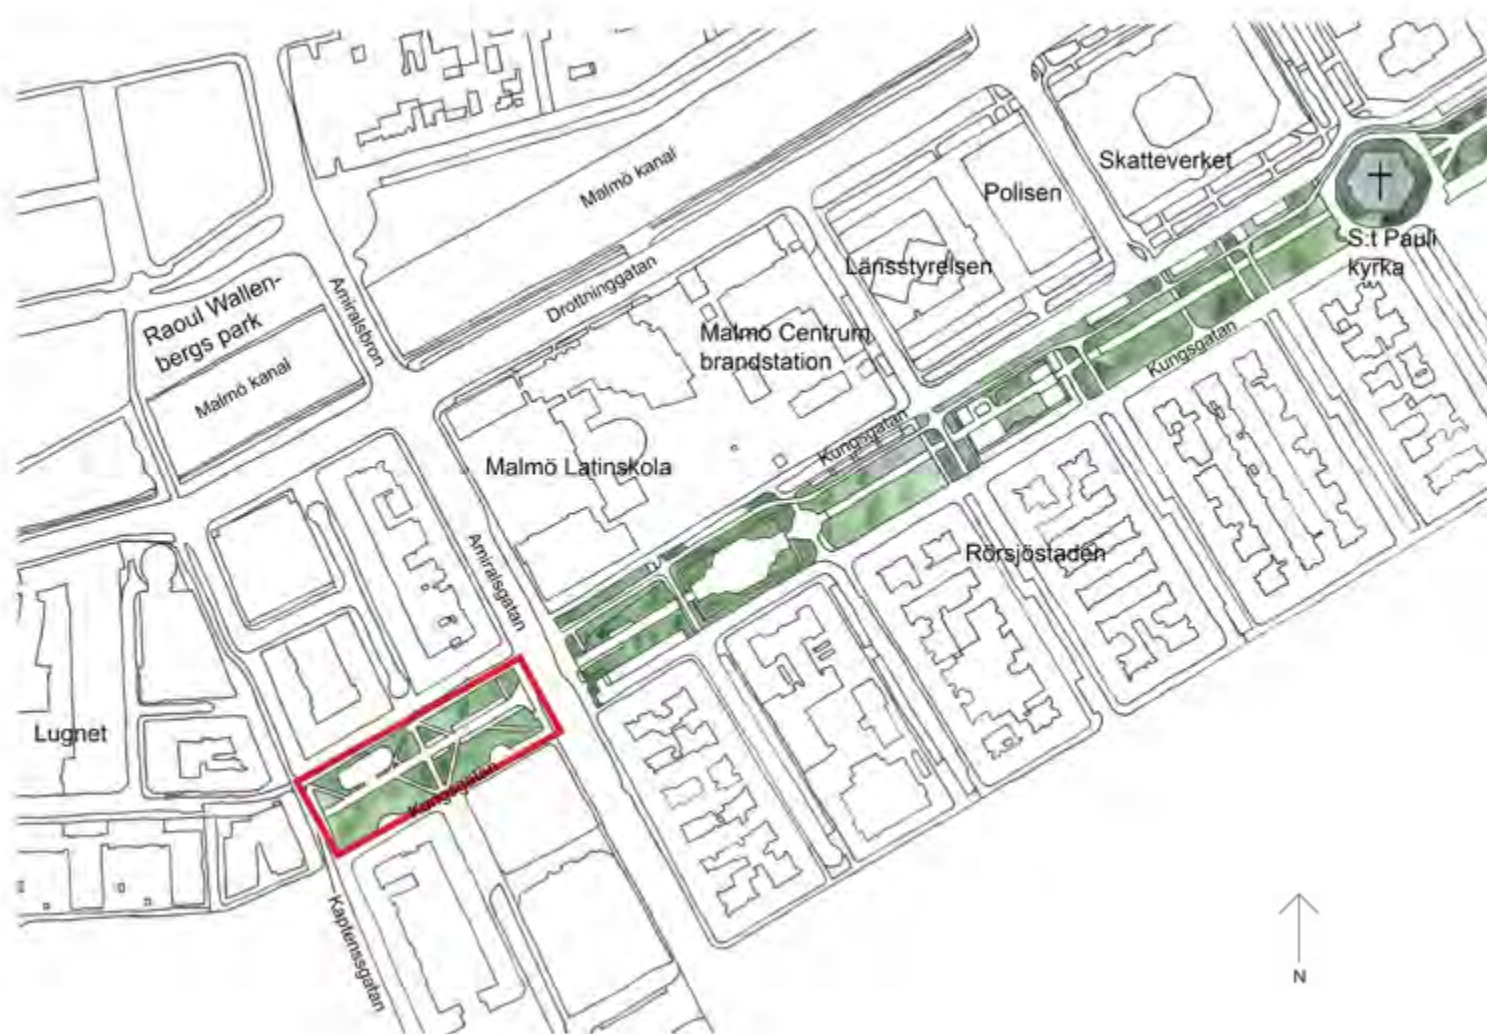 Malmö kanal
Skatteverket
Polisen
S:t Pauli
kyrka
Länsstyrelsen
Drottninggatan
Raoul Wallen-
bergs park
Amiralsbron
Malmö Centrum
brandstation
Malmö kanal
Kungsgatan
Kungsgatan
Malmö Latinskola
Amiralsgatan
Rörsjöstaden
Lugnet
Kungsgatan
Kaptensgatan
N